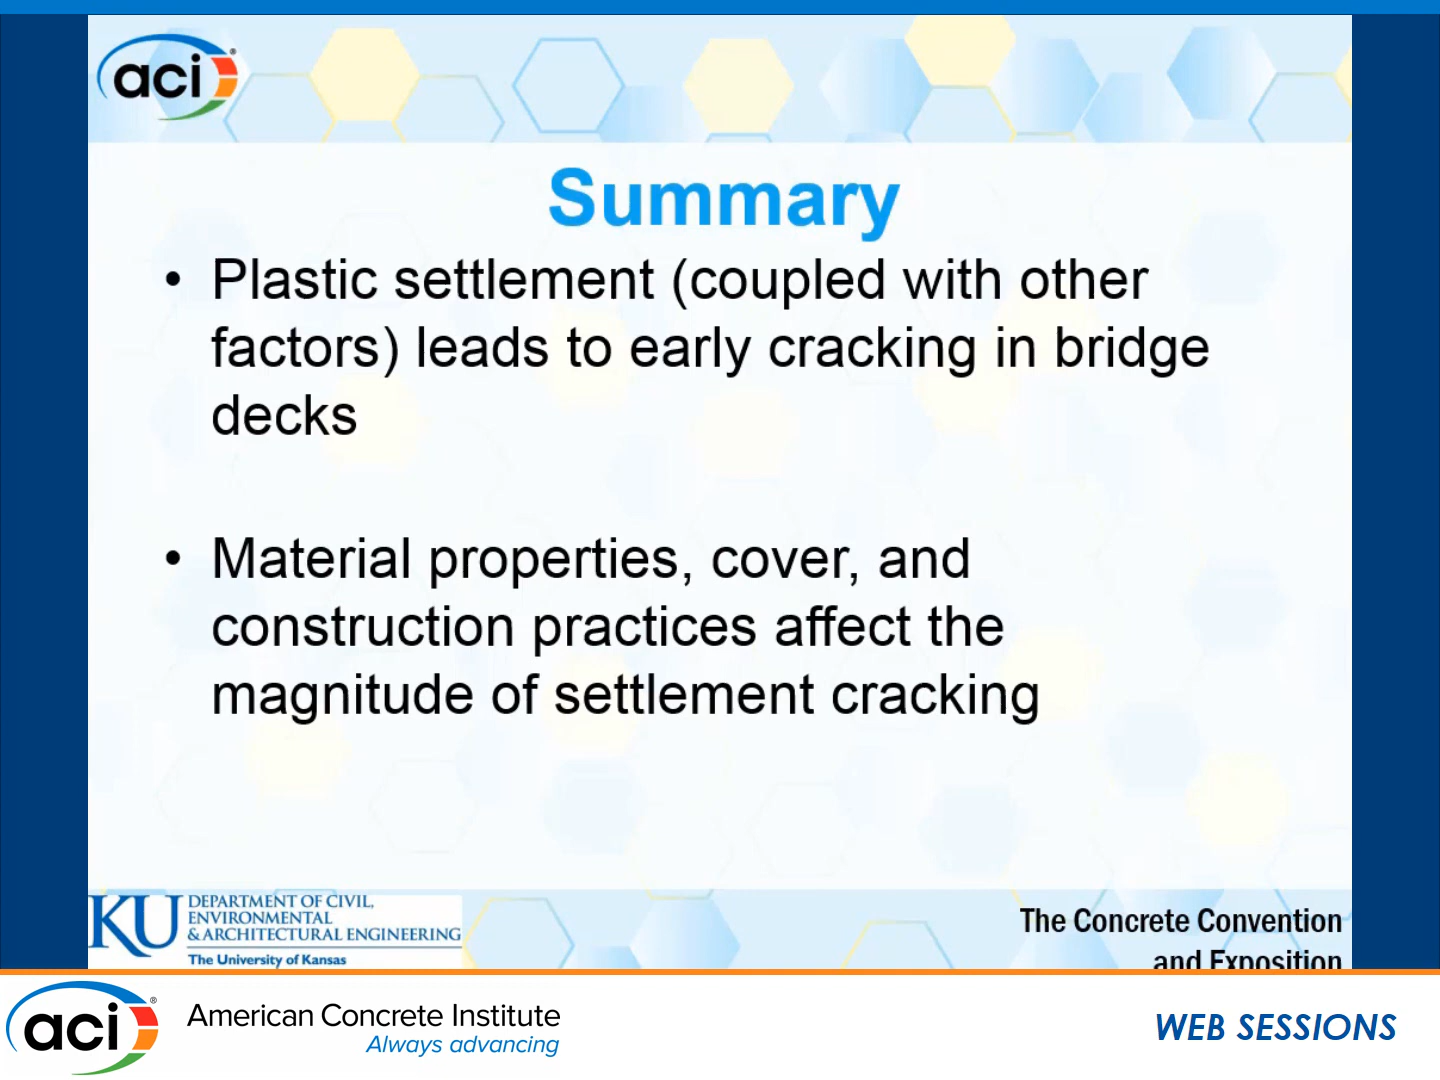 aci®
Summary
• Plastic settlement (coupled with other
factors) leads to early cracking in bridge
decks
• Material properties, cover, and
construction practices affect the
magnitude of settlement cracking
KU
DEPARTMENT OF CIVIL,
ENVIRONMENTAL
& ARCHITECTURAL ENGINEERING
The University of Kansas
The Concrete Convention
and Exposition
aci®
American Concrete Institute
Always advancing
WEB SESSIONS